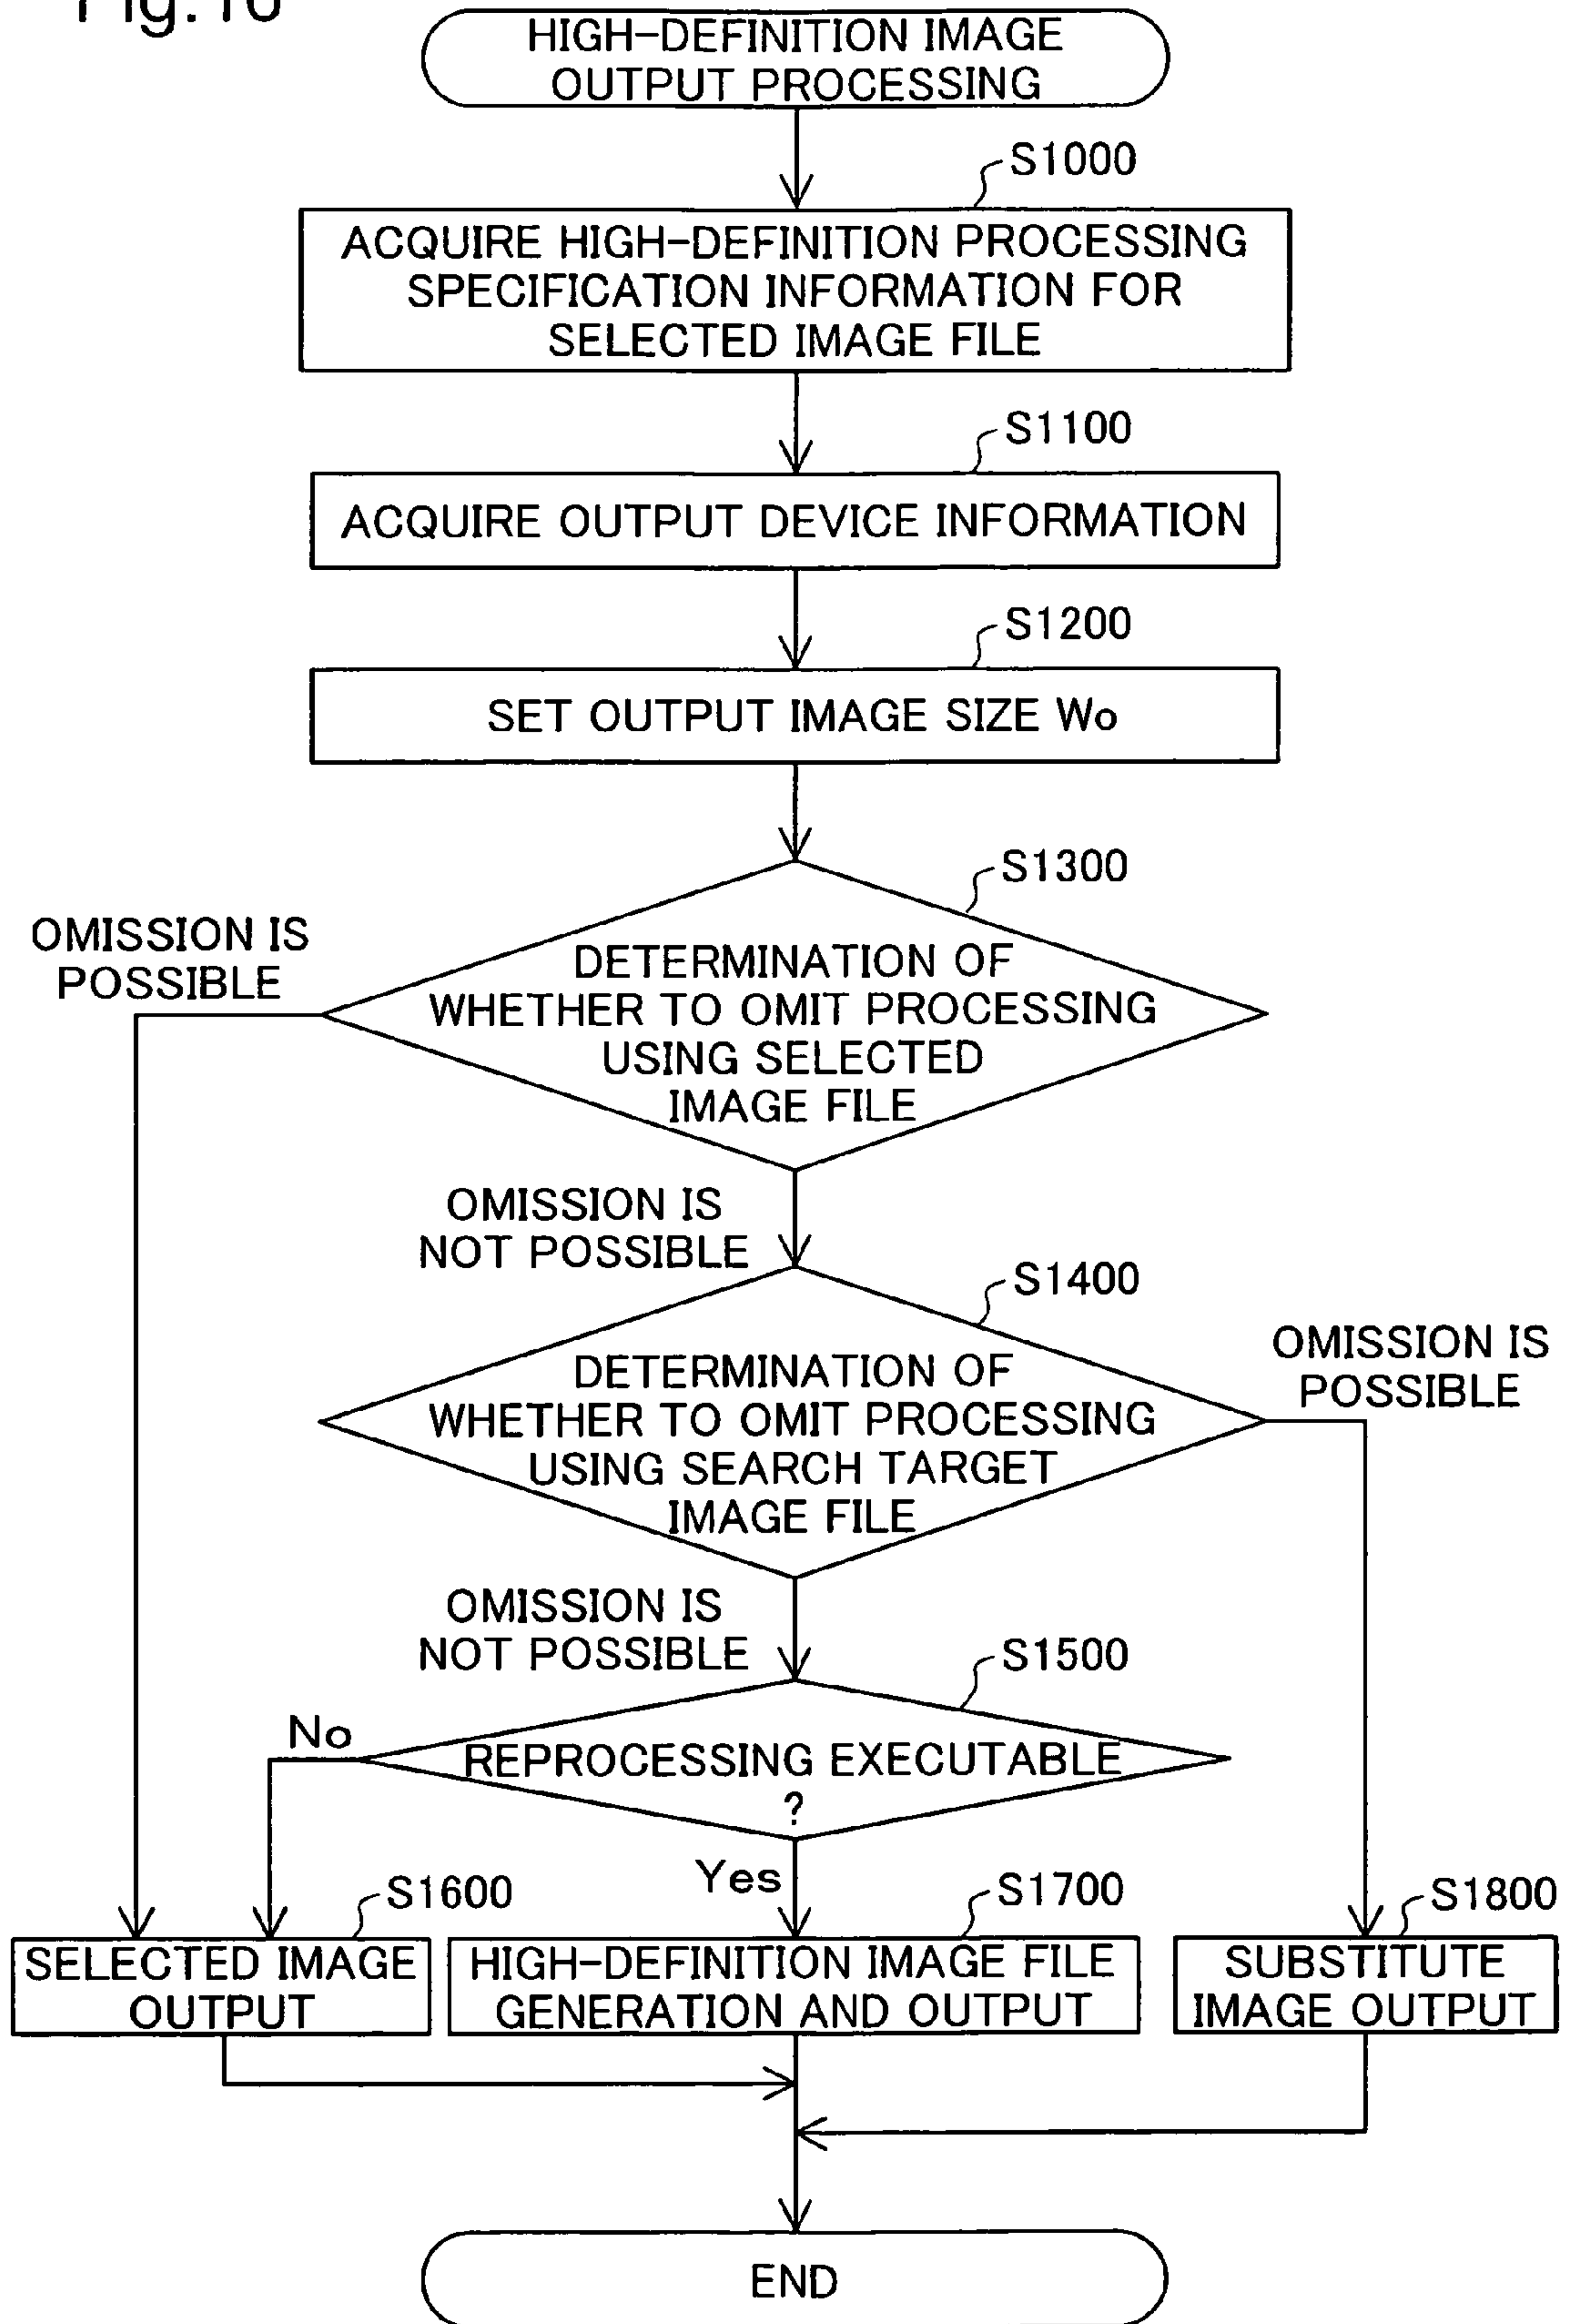 HIGH-DEFINITION IMAGE
OUTPUT PROCESSING
S1000
ACQUIRE HIGH-DEFINITION PROCESSING
SPECIFICATION INFORMATION FOR
SELECTED IMAGE FILE
S1100
ACQUIRE OUTPUT DEVICE INFORMATION
S1200
SET OUTPUT IMAGE SIZE Wo
S1300
OMISSION IS
POSSIBLE
DETERMINATION OF
WHETHER TO OMIT PROCESSING
USING SELECTED
IMAGE FILE
OMISSION IS
NOT POSSIBLE
S1400
OMISSION IS
POSSIBLE
DETERMINATION OF
WHETHER TO OMIT PROCESSING
USING SEARCH TARGET
IMAGE FILE
OMISSION IS
NOT POSSIBLE
S1500
No
REPROCESSING EXECUTABLE
?
Yes
S1600
S1700
S1800
SELECTED IMAGE
OUTPUT
HIGH-DEFINITION IMAGE FILE
GENERATION AND OUTPUT
SUBSTITUTE
IMAGE OUTPUT
END